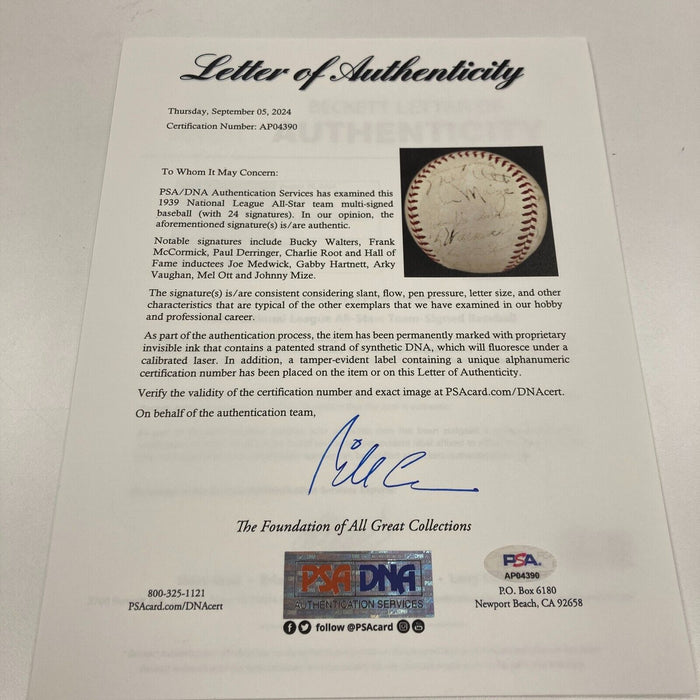 Letter of Authenticity
Thursday, September 05, 2024
Certification Number: AP04390
To Whom It May Concern:
PSA/DNA Authentication Services has examined this
1939 National League All-Star team multi-signed
baseball (with 24 signatures). In our opinion, the
aforementioned signature(s) is/are authentic.
Notable signatures include Bucky Walters, Frank
McCormick, Paul Derringer, Charlie Root and Hall of
Fame inductees Joe Medwick, Gabby Hartnett, Arky
Vaughan, Mel Ott and Johnny Mize.
The signature(s) is/are consistent considering slant, flow, pen pressure, letter size, and other
characteristics that are typical of the other exemplars that we have examined in our hobby
and professional career.
As part of the authentication process, the item has been permanently marked with proprietary
invisible ink that contains a patented strand of synthetic DNA, which will fluoresce under a
calibrated laser. In addition, a tamper-evident label containing a unique alphanumeric
certification number has been placed on the item or on this Letter of Authenticity.
Verify the validity of the certification number and exact image at PSAcard.com/DNAcert.
On behalf of the authentication team,
The Foundation of All Great Collections
PSA DNA
AUTHENTICATION SERVICES
PSA
AP04390
800-325-1121
PSAcard.com/DNAcert
follow @PSAcard
P.O. Box 6180
Newport Beach, CA 92658
AUTHENTICITY
Mize